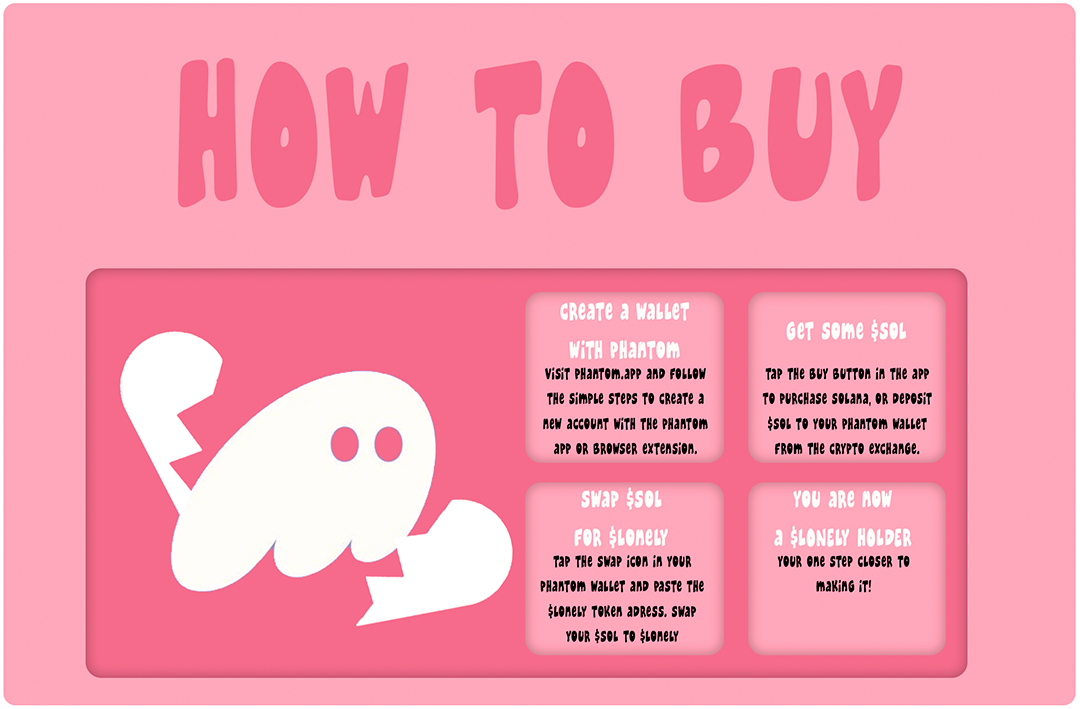 HOW TO BUY
CREATE A WALLET
WITH PHANTOM
VISIT PHANTOM.APP AND FOLLOW
THE SIMPLE STEPS TO CREATE A
NEW ACCOUNT WITH THE PHANTOM
APP OR BROWSER EXTENSION.
GET SOME $SOL
TAP THE BUY BUTTON IN THE APP
TO PURCHASE SOLANA, OR DEPOSIT
$SOL TO YOUR PHANTOM WALLET
FROM THE CRYPTO EXCHANGE.
SWAP $SOL
FOR $LONELY
TAP THE SWAP ICON IN YOUR
PHANTOM WALLET AND PASTE THE
$LONELY TOKEN ADRESS. SWAP
YOUR $SOL TO $LONELY
YOU ARE NOW
A $LONELY HOLDER
YOUR ONE STEP CLOSER TO
MAKING IT!